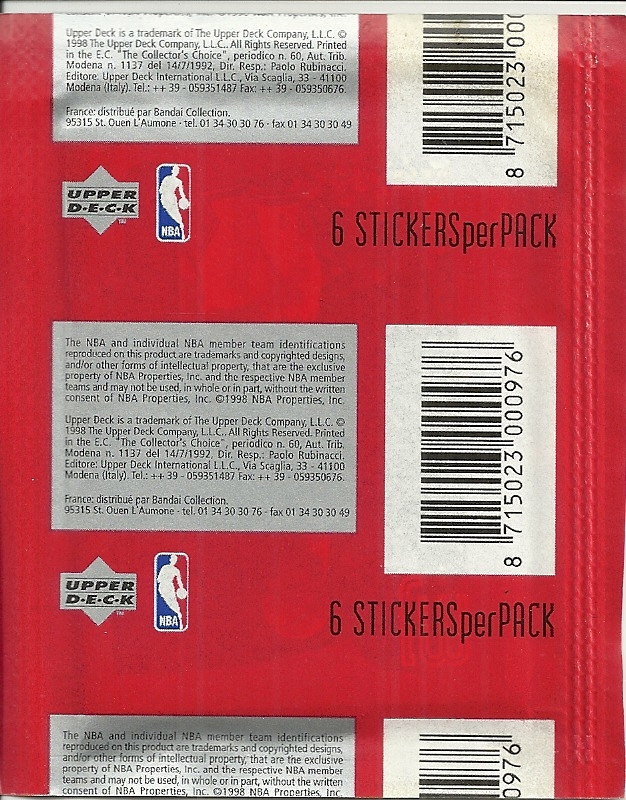 Upper Deck is a trademark of The Upper Deck Company, L.L.C. ©
1998 The Upper Deck Company, L.L.C.. All Rights Reserved. Printed
in the E.C. "The Collector's Choice", periodico n. 60, Aut. Trib.
Modena n. 1137 del 14/7/1992, Dir. Resp.: Paolo Rubinacci.
Editore: Upper Deck International L.L.C., Via Scaglia, 33 - 41100
Modena (Italy). Tel.: ++ 39 - 059351487 Fax: ++ 39 - 059350676.
France: distribué par Bandai Collection.
95315 St. Ouen L'Aumone - tel. 01 34 30 30 76 - fax 01 34 30 30 49
8 715023 000
UPPER
D·E·C·K
TM
NBA
6 STICKERSperPACK
The NBA and individual NBA member team identifications
reproduced on this product are trademarks and copyrighted designs,
and/or other forms of intellectual property, that are the exclusive
property of NBA Properties, Inc. and the respective NBA member
teams and may not be used, in whole or in part, without the written
consent of NBA Properties, Inc. ©1998 NBA Properties, Inc.
Upper Deck is a trademark of The Upper Deck Company, L.L.C. ©
1998 The Upper Deck Company, L.L.C.. All Rights Reserved. Printed
in the E.C. "The Collector's Choice", periodico n. 60, Aut. Trib.
Modena n. 1137 del 14/7/1992, Dir. Resp.: Paolo Rubinacci.
Editore: Upper Deck International L.L.C., Via Scaglia, 33 - 41100
Modena (Italy). Tel.: ++ 39 - 059351487 Fax: ++ 39 - 059350676.
France: distribué par Bandai Collection.
95315 St. Ouen L'Aumone - tel. 01 34 30 30 76 - fax 01 34 30 30 49
8 715023 000976
UPPER
D·E·C·K
TM
NBA
6 STICKERSperPACK
The NBA and individual NBA member team identifications
reproduced on this product are trademarks and copyrighted designs,
and/or other forms of intellectual property, that are the exclusive
property of NBA Properties, Inc. and the respective NBA member
teams and may not be used, in whole or in part, without the written
consent of NBA Properties, Inc. ©1998 NBA Properties, Inc.
0976